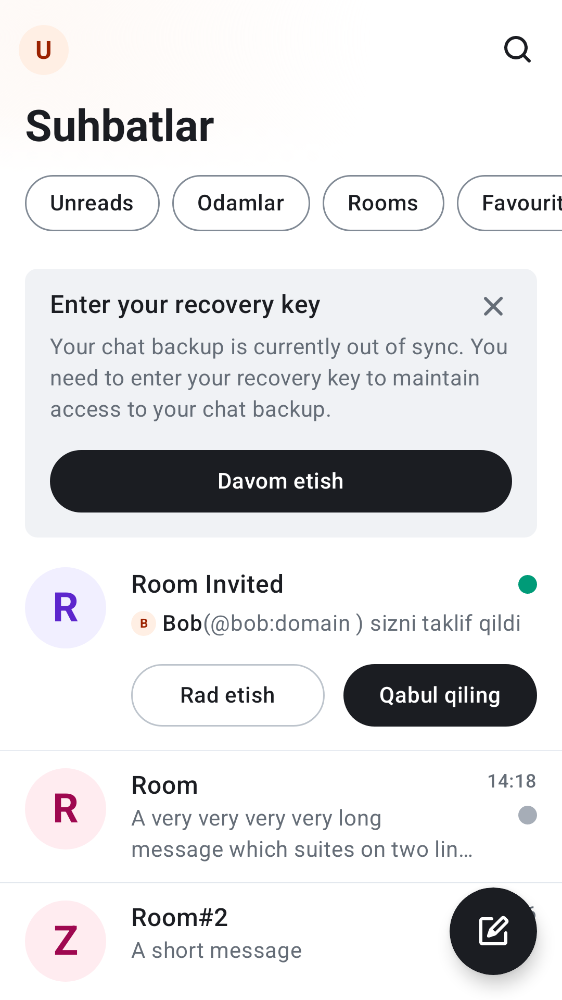 U
Suhbatlar
Unreads
Odamlar
Rooms
Favourit
Enter your recovery key
Your chat backup is currently out of sync. You
need to enter your recovery key to maintain
access to your chat backup.
Davom etish
R
Room Invited
B Bob(@bob:domain ) sizni taklif qildi
Rad etish
Qabul qiling
R
Room
14:18
A very very very very long
message which suites on two lin…
Z
Room#2
A short message